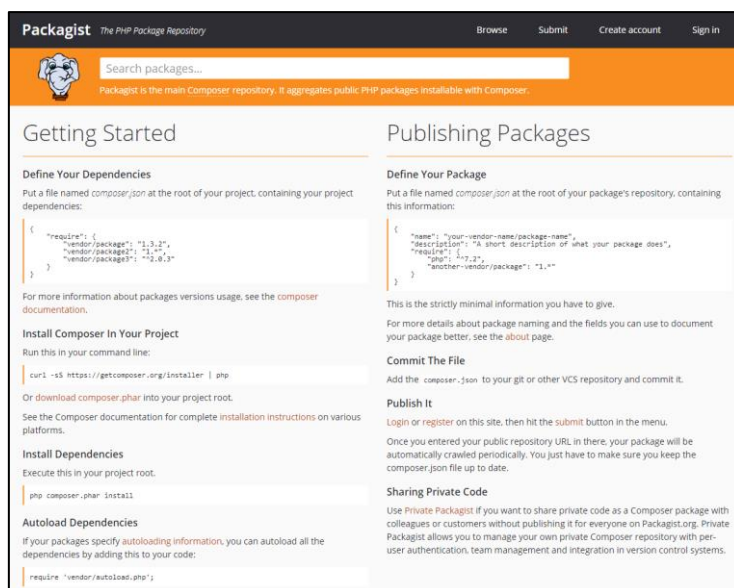 Packagist The PHP Package Repository
Browse Submit Create account Sign in
Search packages...
Packagist is the main Composer repository. It aggregates public PHP packages installable with Composer.
Getting Started
Define Your Dependencies
Put a file named composer.json at the root of your project, containing your project
dependencies:
{
    "require": {
        "vendor/package": "1.3.2",
        "vendor/package2": "1.*",
        "vendor/package3": "^2.0.3"
    }
}
For more information about packages versions usage, see the composer
documentation.
Install Composer In Your Project
Run this in your command line:
curl -sS https://getcomposer.org/installer | php
Or download composer.phar into your project root.
See the Composer documentation for complete installation instructions on various
platforms.
Install Dependencies
Execute this in your project root.
php composer.phar install
Autoload Dependencies
If your packages specify autoloading information, you can autoload all the
dependencies by adding this to your code:
require 'vendor/autoload.php';
Publishing Packages
Define Your Package
Put a file named composer.json at the root of your package's repository, containing
this information:
{
    "name": "your-vendor-name/package-name",
    "description": "A short description of what your package does",
    "require": {
        "php": "^7.2",
        "another-vendor/package": "1.*"
    }
}
This is the strictly minimal information you have to give.
For more details about package naming and the fields you can use to document
your package better, see the about page.
Commit The File
Add the composer.json to your git or other VCS repository and commit it.
Publish It
Login or register on this site, then hit the submit button in the menu.
Once you entered your public repository URL in there, your package will be
automatically crawled periodically. You just have to make sure you keep the
composer.json file up to date.
Sharing Private Code
Use Private Packagist if you want to share private code as a Composer package with
colleagues or customers without publishing it for everyone on Packagist.org. Private
Packagist allows you to manage your own private Composer repository with per-
user authentication, team management and integration in version control systems.